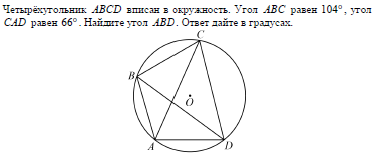 Четырёхугольник ABCD вписан в окружность. Угол ABC равен 104°, угол
CAD равен 66°. Найдите угол ABD. Ответ дайте в градусах.
C
B
O
A
D